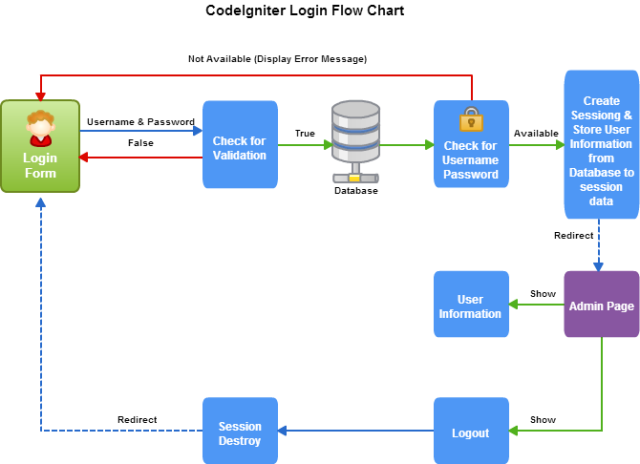 CodeIgniter Login Flow Chart
Not Available (Display Error Message)
Login
Form
Username & Password
False
Check for
Validation
True
Database
Check for
Username
Password
Available
Create
Sessiong &
Store User
Information
from
Database to
session
data
Redirect
User
Information
Show
Admin Page
Redirect
Session
Destroy
Logout
Show